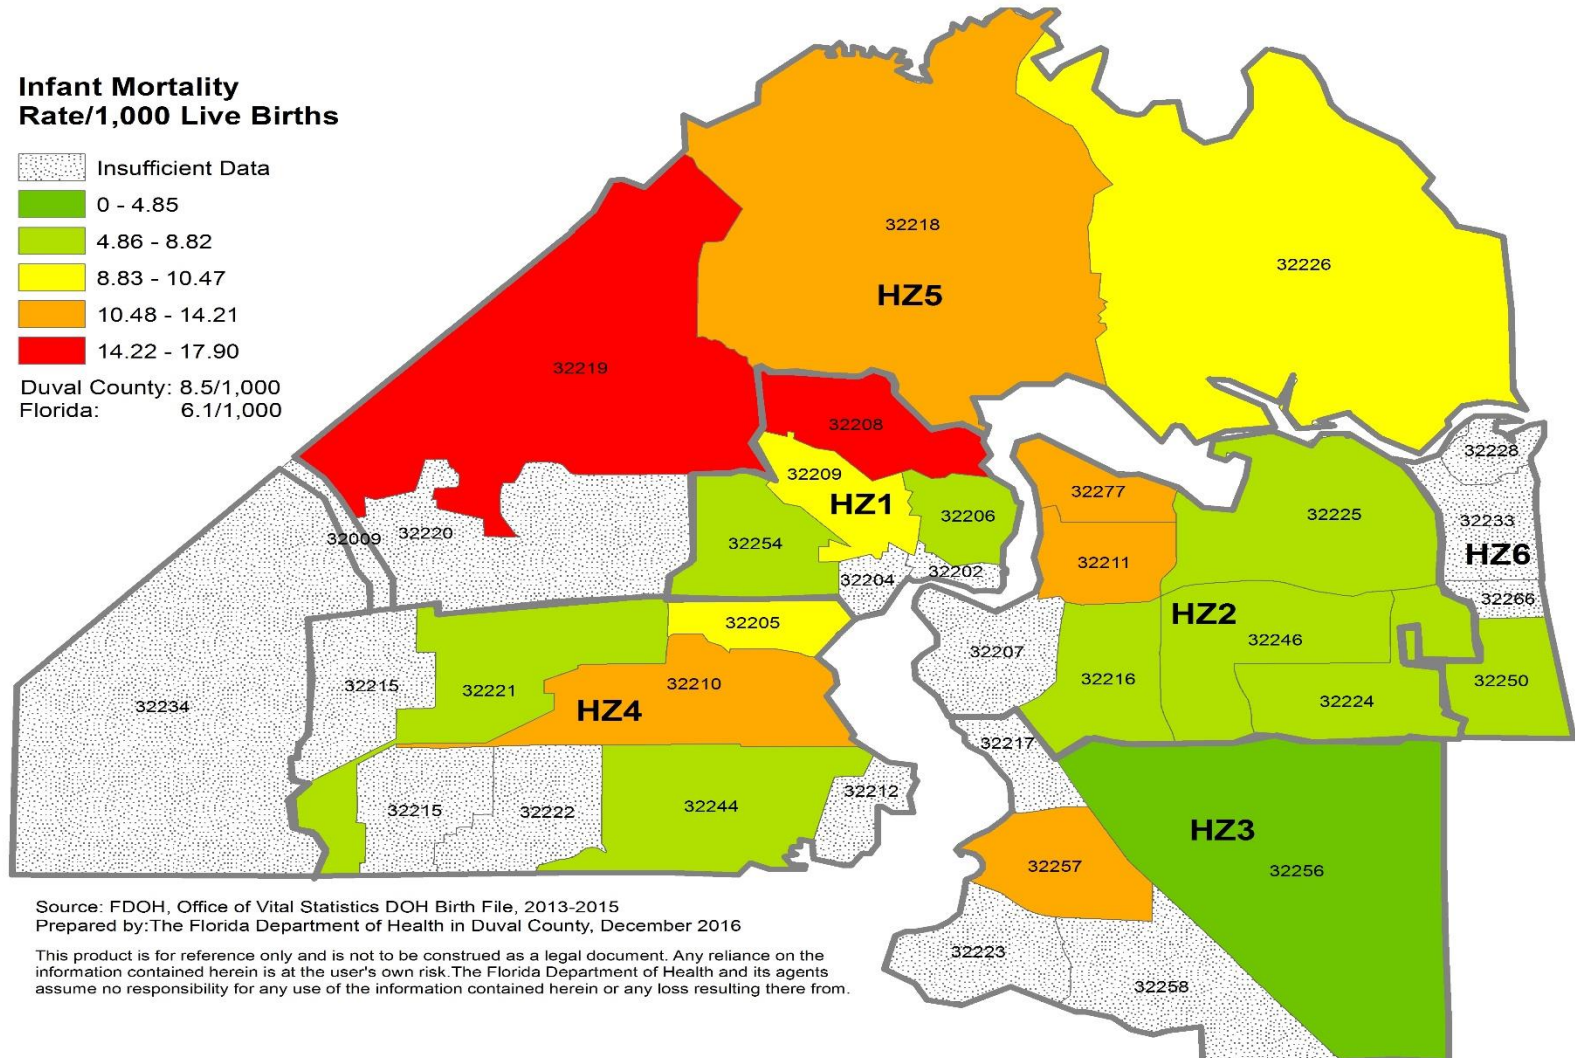 Infant Mortality
Rate/1,000 Live Births
Insufficient Data
0 - 4.85
4.86 - 8.82
8.83 - 10.47
10.48 - 14.21
14.22 - 17.90
Duval County: 8.5/1,000
Florida: 6.1/1,000
32218
32226
HZ5
32219
32208
32228
32209
32277
HZ1
32206
32225
32233
32009
32220
32254
HZ6
32211
32204
32202
32266
32205
HZ2
32246
32207
32215
32221
32210
32216
32250
32234
HZ4
32224
32217
32212
32215
32222
32244
HZ3
32257
32256
Source: FDOH, Office of Vital Statistics DOH Birth File, 2013-2015
Prepared by:The Florida Department of Health in Duval County, December 2016
32223
This product is for reference only and is not to be construed as a legal document. Any reliance on the
information contained herein is at the user's own risk.The Florida Department of Health and its agents
assume no responsibility for any use of the information contained herein or any loss resulting there from.
32258